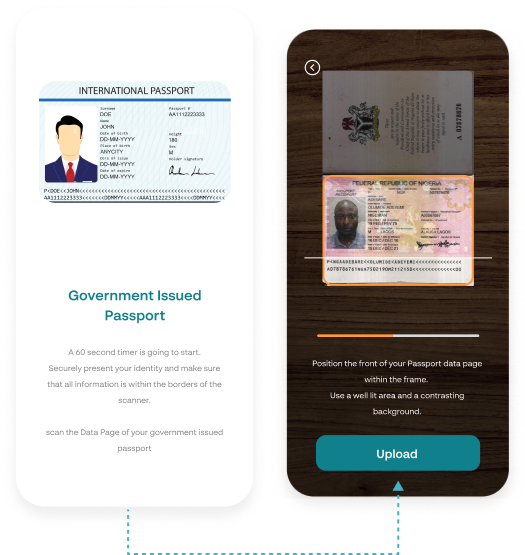 INTERNATIONAL PASSPORT
Surname
DOE
Name
JOHN
Date of birth
DD-MM-YYYY
Place of birth
ANYCITY
Date of issue
DD-MM-YYYY
Date of expire
DD-MM-YYYY
Passport #
AA1112223333
Height
180
Sex
M
Holder signature
P<DOE<<JOHN<<<<<<<<<<<<<<<<<<<<<<<<<<<<<<
AA1112223333<<<<<<DDMMYY<<<<<AAA1112223333<<<DDMMYY<<<
Government Issued
Passport
A 60 second timer is going to start.
Securely present your identity and make sure
that all information is within the borders of the
scanner.
scan the Data Page of your government issued
passport
FEDERAL REPUBLIC OF NIGERIA
Position the front of your Passport data page
within the frame.
Use a well lit area and a contrasting
background.
Upload